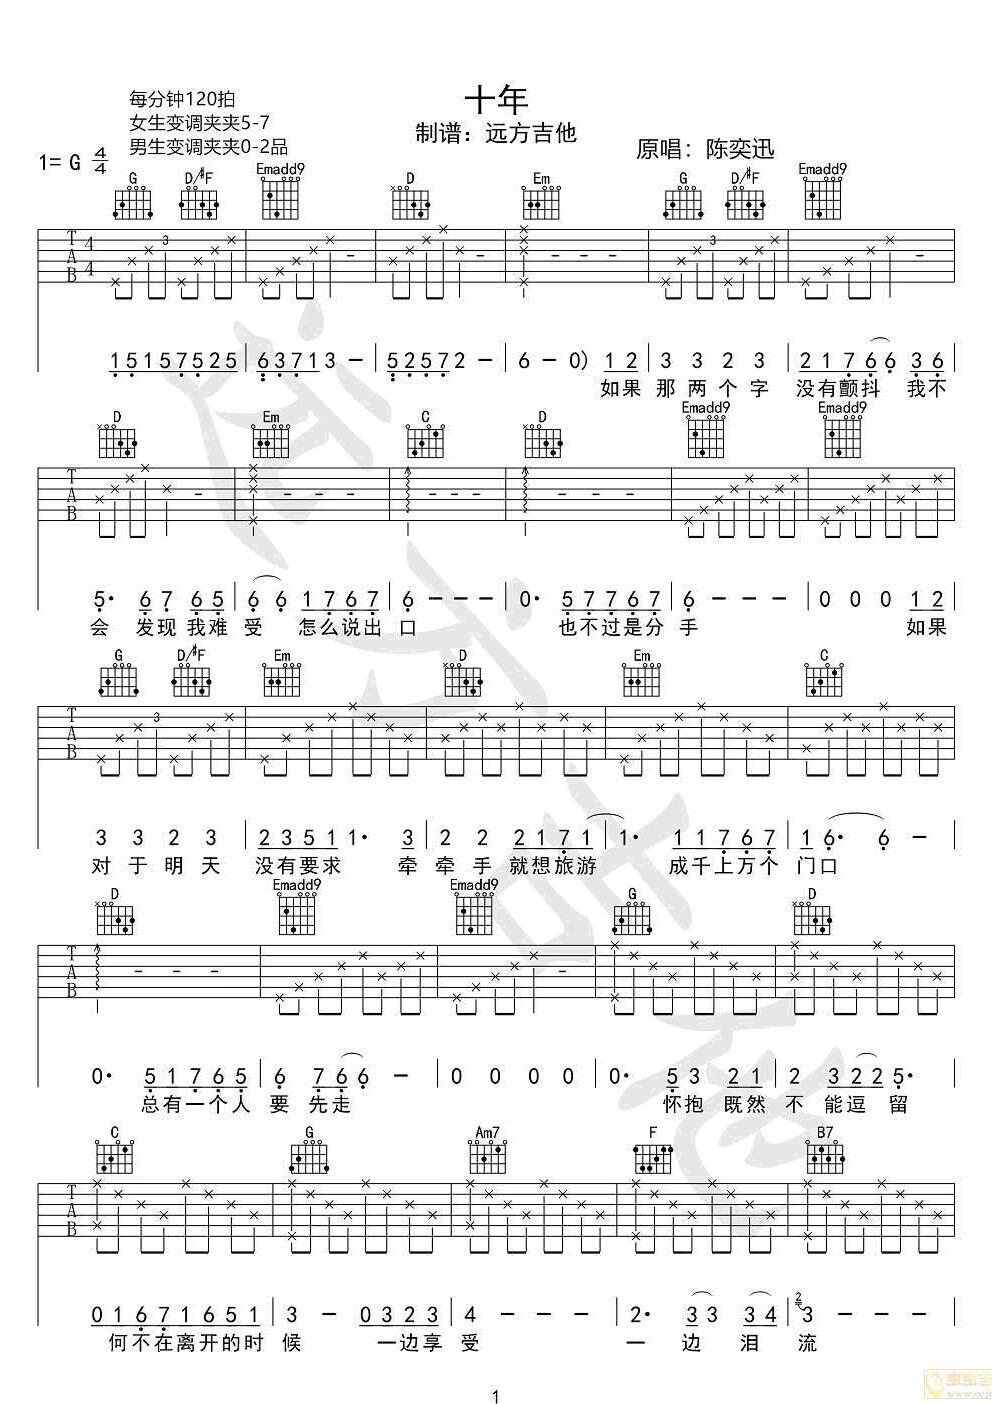 十年
每分钟120拍
女生变调夹夹5-7
男生变调夹夹0-2品
制谱：远方吉他
原唱：陈奕迅
1= G 4/4
G D/#F Emadd9 D Em G D/#F Emadd9
T A B 4 4 3 3
1 5 1 5 7 5 2 5 6 3 7 1 3 － 5 2 5 7 2 － 6 － 0) 1 2 3 3 2 3 2 1 7 6 6 3 6
如果 那 两 个 字 没有颤抖 我不
D Em C D Emadd9 Emadd9
T A B
5· 6 7 6 5 6 6 1 7 6 7 6 － － 0· 5 7 7 6 7 6 － － 0 0 0 1 2
会 发现我难 受 怎么说出 口 也不过是分 手 如果
G D/#F Em D Em C
T A B 3
3 3 2 3 2 3 5 1 1· 3 2 2 2 1 7 1 1· 1 1 7 6 7 1 6· 6 －
对 于 明 天 没有要求 牵 牵 手 就想旅游 成千上万个 门口
D Emadd9 Emadd9 G D
T A B
0· 5 1 7 6 5 6 7 6 6 － 0 0 0 0 0· 5 3 2 1 2 3 2 2 5·
总有一个人 要 先走 怀抱 既然 不 能逗 留
C G Am7 F B7
T A B
0 1 6 7 1 6 5 1 3 － 0 3 2 3 4 － － 2· 3 3 3 4 2 3 － －
何不在离开的时 候 一边享 受 一 边 泪 流
1
远方吉他